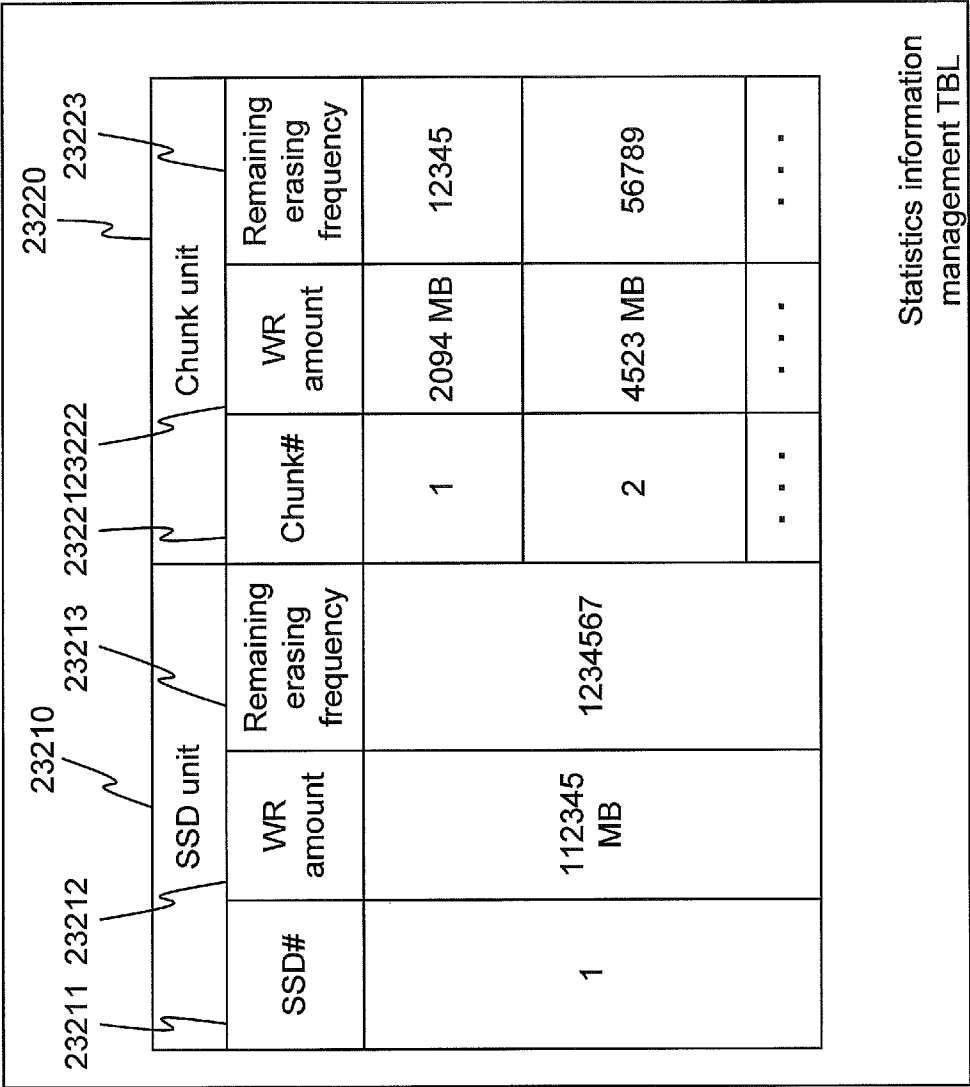 23210
23220
23211
23212
23213
23221
23222
23223
SSD unit
Chunk unit
SSD#
WR
amount
Remaining
erasing
frequency
Chunk#
WR
amount
Remaining
erasing
frequency
1
112345
MB
1234567
1
2094 MB
12345
2
4523 MB
56789
. . .
. . .
. . .
Statistics information
management TBL